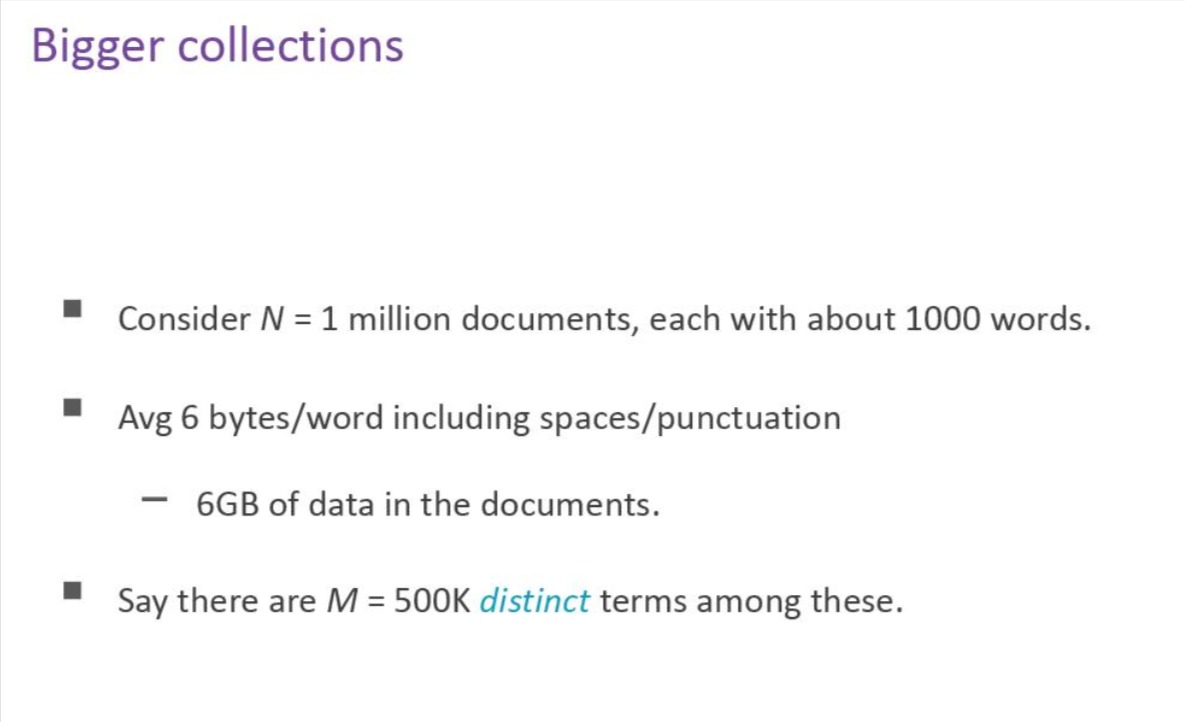 Bigger collections
▪ Consider N = 1 million documents, each with about 1000 words.
▪ Avg 6 bytes/word including spaces/punctuation
– 6GB of data in the documents.
▪ Say there are M = 500K distinct terms among these.